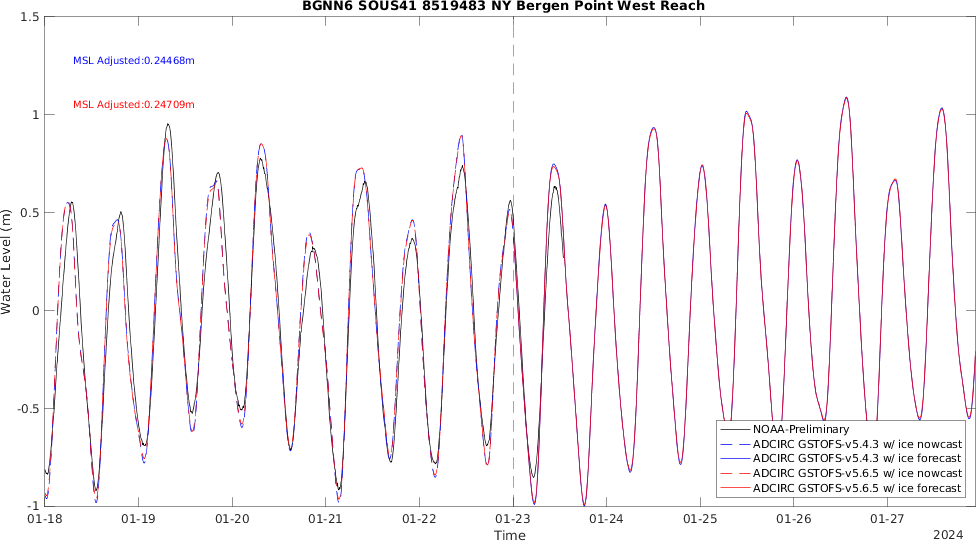 BGNN6 SOUS41 8519483 NY Bergen Point West Reach
1.5
MSL Adjusted:0.24468m
MSL Adjusted:0.24709m
1
0.5
0
-0.5
-1
Water Level (m)
NOAA-Preliminary
ADCIRC GSTOFS-v5.4.3 w/ ice nowcast
ADCIRC GSTOFS-v5.4.3 w/ ice forecast
ADCIRC GSTOFS-v5.6.5 w/ ice nowcast
ADCIRC GSTOFS-v5.6.5 w/ ice forecast
01-18 01-19 01-20 01-21 01-22 01-23 01-24 01-25 01-26 01-27
Time
2024